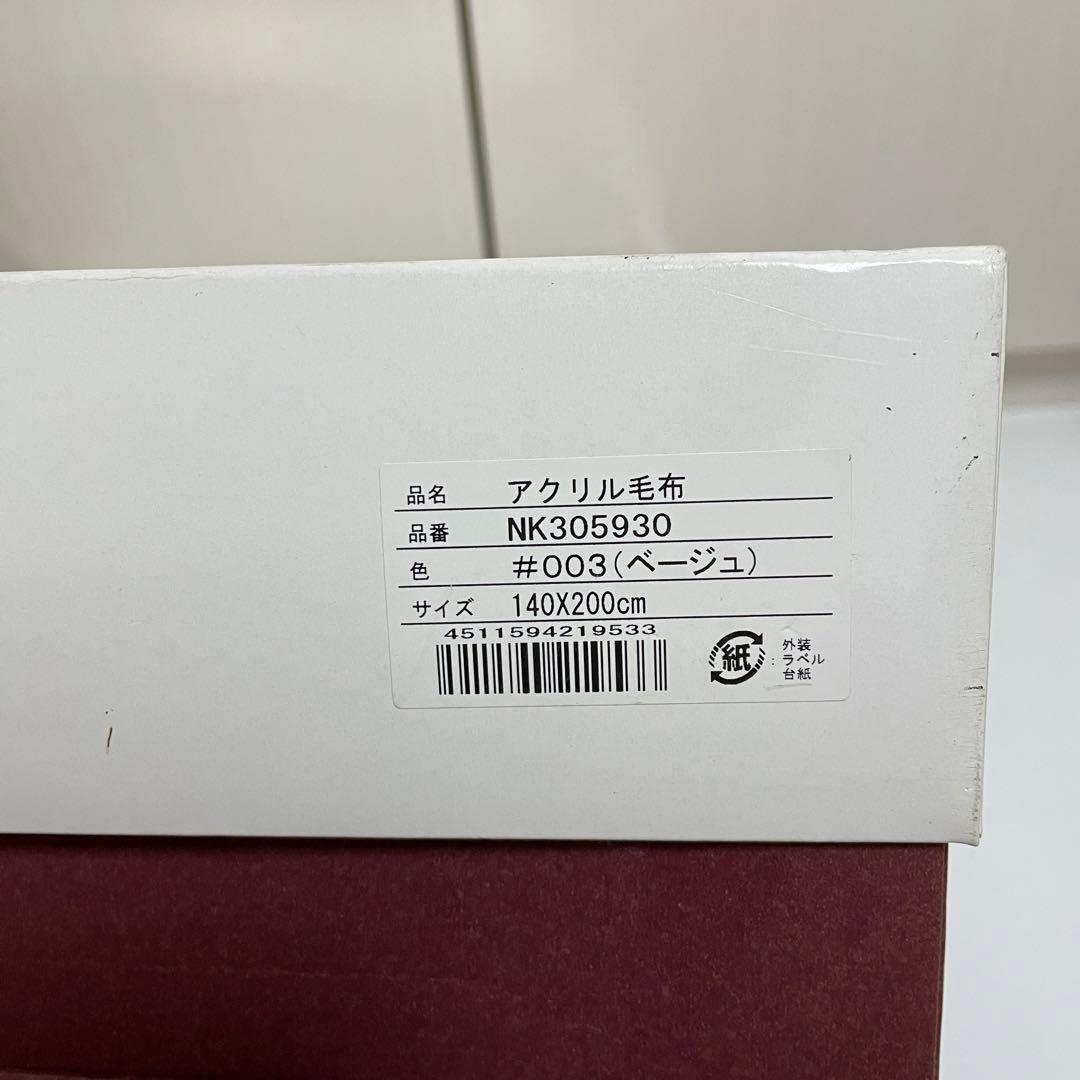 品名 アクリル毛布
品番 NK305930
色 #003(ベージュ)
サイズ 140X200cm
4511594219533
紙 : 外装
ラベル
台紙